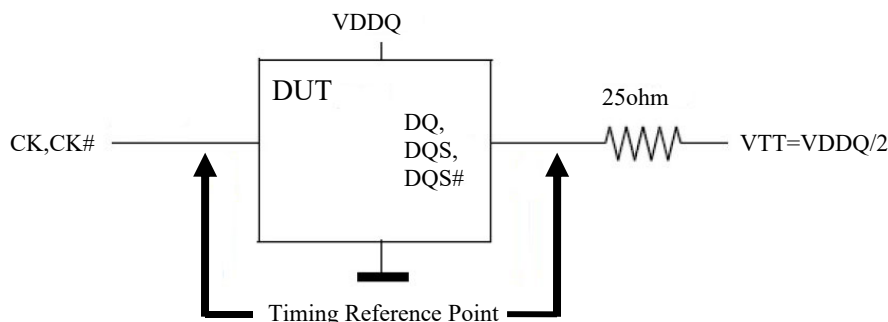 VDDQ
DUT
25ohm
CK,CK#
DQ,
DQS,
DQS#
VTT=VDDQ/2
Timing Reference Point